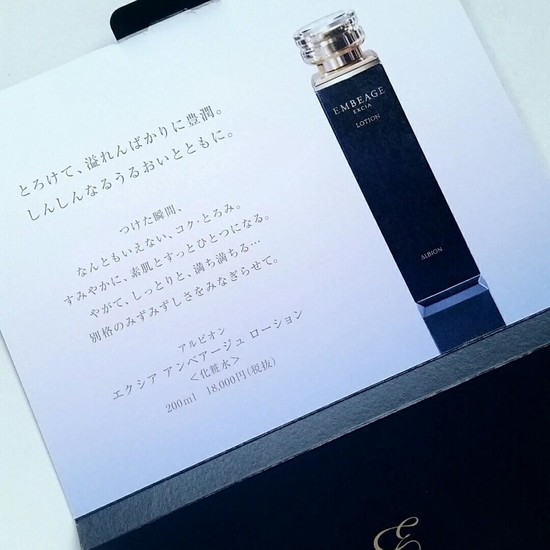 とろけて、溢れんばかりに豊潤。
しんしんなるうるおいとともに。
つけた瞬間、
なんともいえない、コク・とろみ。
すみやかに、素肌とすっとひとつになる。
やがて、しっとりと、満ち満ちる…
別格のみずみずしさをみなぎらせて。
アルビオン
エクシア アンベアージュ ローション
＜化粧水＞
200ml 18,000円(税抜)
EMBEAGE
EXCIA
LOTION
ALBION
E